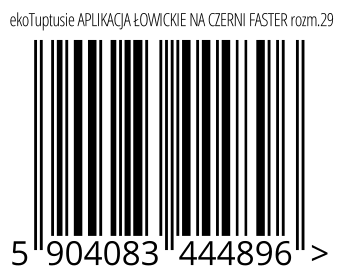 ekoTuptusie APLIKACJA ŁOWICKIE NA CZERNI FASTER rozm.29
5 904083 444896 >